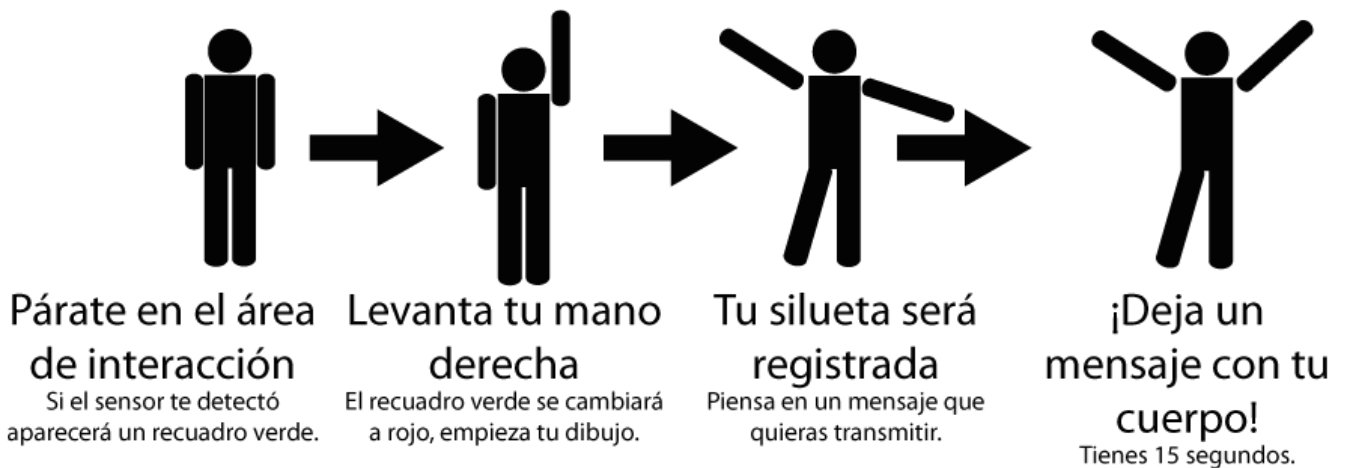 Párate en el área
de interacción
Si el sensor te detectó
aparecerá un recuadro verde.
Levanta tu mano
derecha
El recuadro verde se cambiará
a rojo, empieza tu dibujo.
Tu silueta será
registrada
Piensa en un mensaje que
quieras transmitir.
¡Deja un
mensaje con tu
cuerpo!
Tienes 15 segundos.